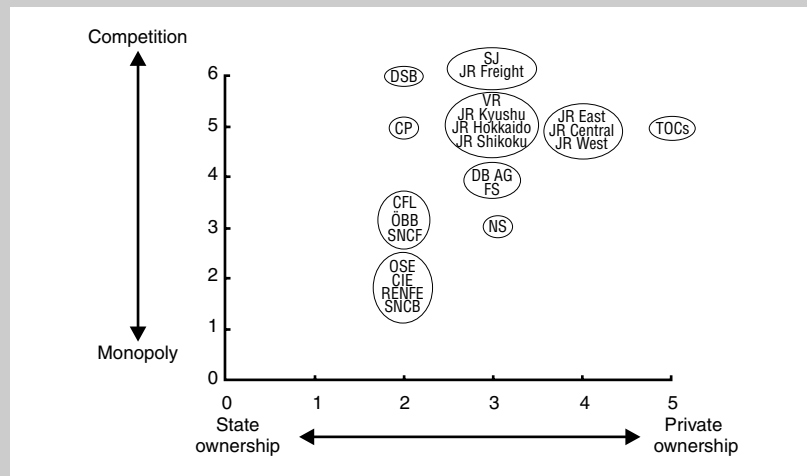 Competition
6
5
4
3
2
1
0
Monopoly
DSB
SJ
JR Freight
CP
VR
JR Kyushu
JR Hokkaido
JR Shikoku
JR East
JR Central
JR West
TOCs
DB AG
FS
CFL
ÖBB
SNCF
NS
OSE
CIE
RENFE
SNCB
0 1 2 3 4 5
State
ownership
Private
ownership